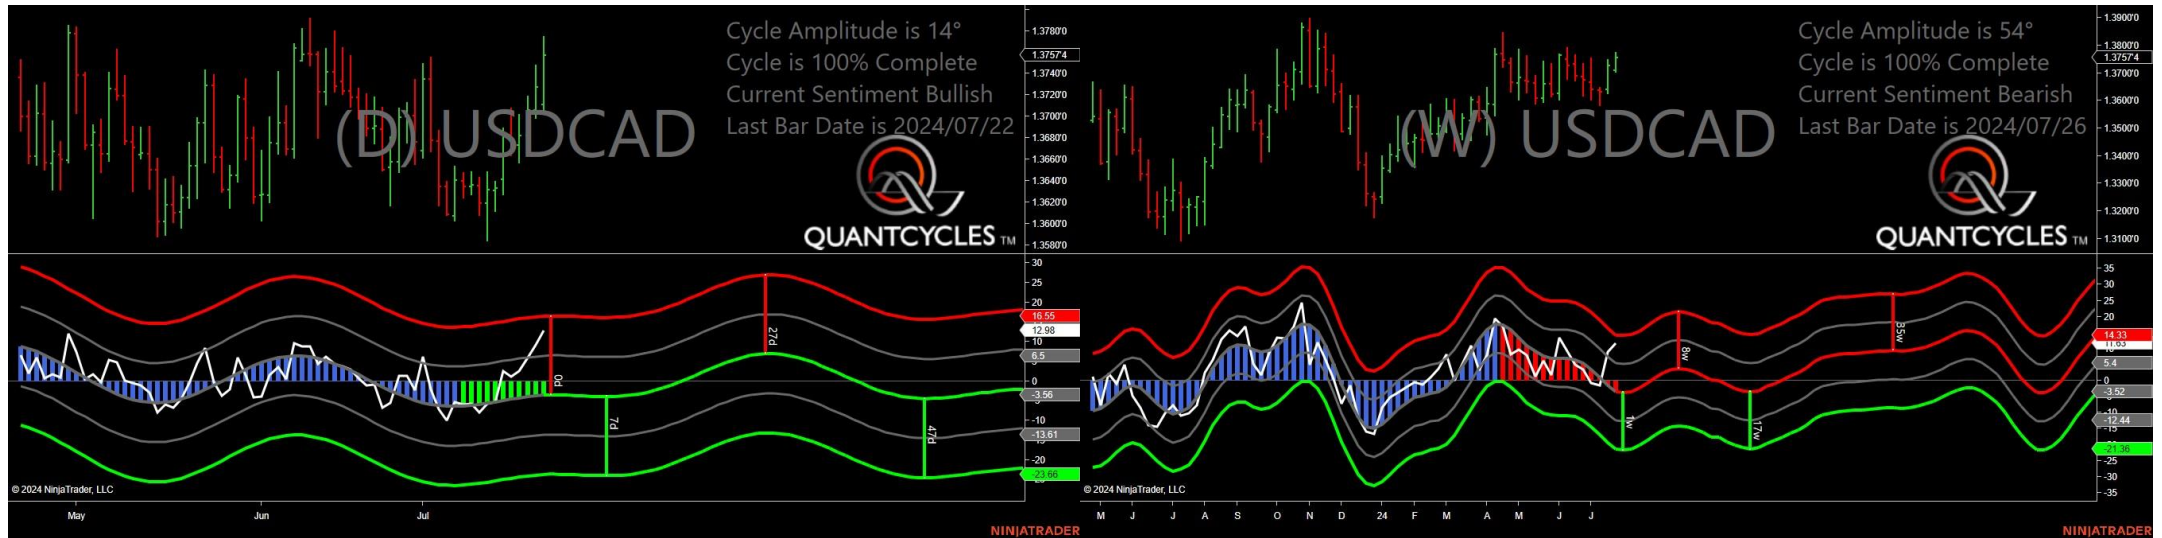 Cycle Amplitude is 14°
Cycle is 100% Complete
Current Sentiment Bullish
Last Bar Date is 2024/07/22
(D) USDCAD
QUANTCYCLES TM
1.3780'0
1.3757'4
1.3740'0
1.3720'0
1.3700'0
1.3680'0
1.3660'0
1.3640'0
1.3620'0
1.3600'0
1.3580'0
30
25
20
16.55
12.98
10
6.5
0
-3.56
-10
-13.61
-20
-23.66
0d
7d
27d
47d
© 2024 NinjaTrader, LLC
May Jun Jul
NINJATRADER
Cycle Amplitude is 54°
Cycle is 100% Complete
Current Sentiment Bearish
Last Bar Date is 2024/07/26
(W) USDCAD
QUANTCYCLES TM
1.3900'0
1.3800'0
1.3757'4
1.3700'0
1.3600'0
1.3500'0
1.3400'0
1.3300'0
1.3200'0
1.3100'0
35
30
25
20
14.33
11.63
5.4
0
-3.52
-10
-12.44
-15
-21.36
-25
-30
-35
1w
8w
17w
© 2024 NinjaTrader, LLC
M J J A S O N D 24 F M A M J J
NINJATRADER